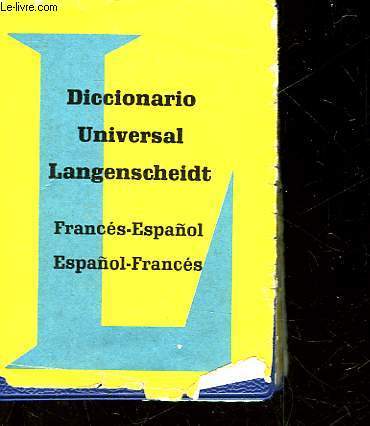 Le-livre.com
Diccionario
Universal
Langenscheidt
Francés-Español
Español-Francés